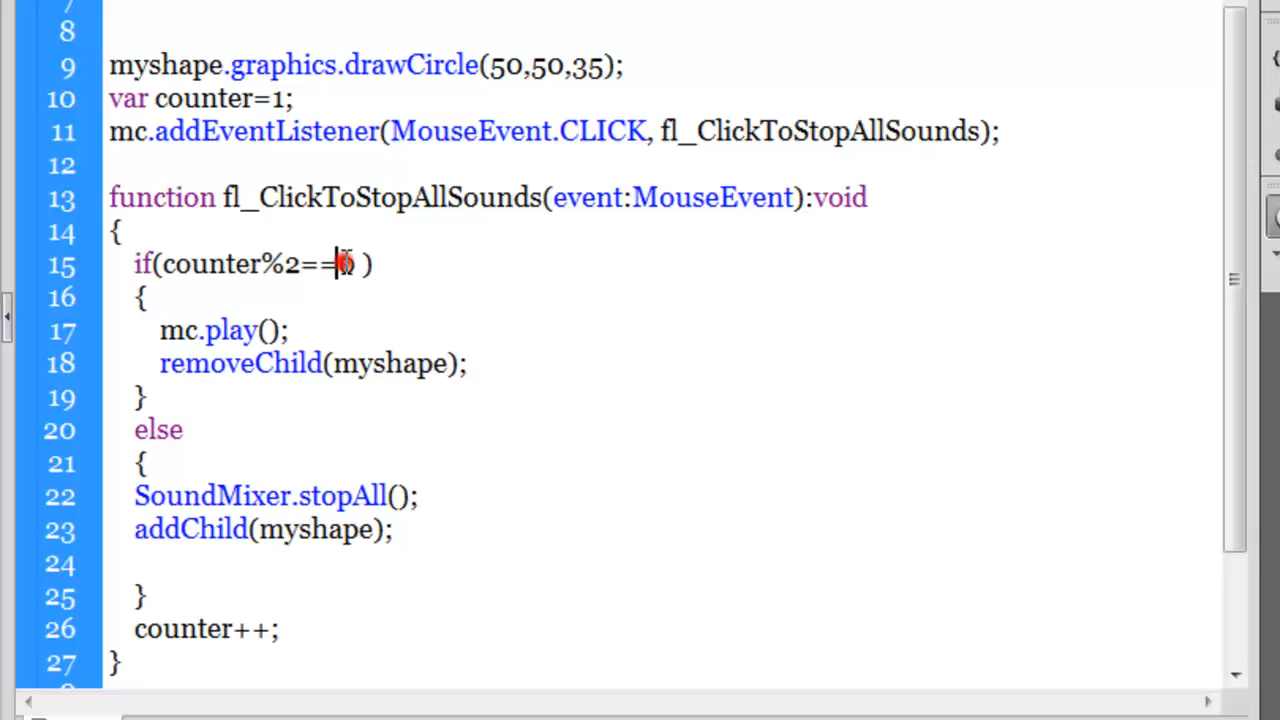 8
9 myshape.graphics.drawCircle(50,50,35);
10 var counter=1;
11 mc.addEventListener(MouseEvent.CLICK, fl_ClickToStopAllSounds);
12
13 function fl_ClickToStopAllSounds(event:MouseEvent):void
14 {
15 if(counter%2==0 )
16 {
17 mc.play();
18 removeChild(myshape);
19 }
20 else
21 {
22 SoundMixer.stopAll();
23 addChild(myshape);
24
25 }
26 counter++;
27 }